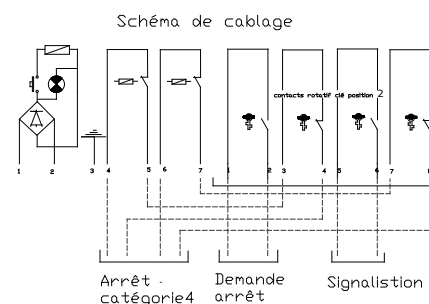 Schéma de cablage
contacts rotatif clé position 2
1 2 3 4 5 6 7 1 2 3 4 5 6 7 8
Arrêt - catégorie4
Demande arrêt
Signalistion